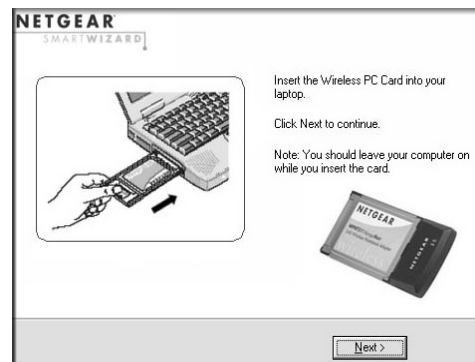 NETGEAR
SMARTWIZARD
Insert the Wireless PC Card into your
laptop.
Click Next to continue.
Note: You should leave your computer on
while you insert the card.
NETGEAR
NETGEAR
Next >